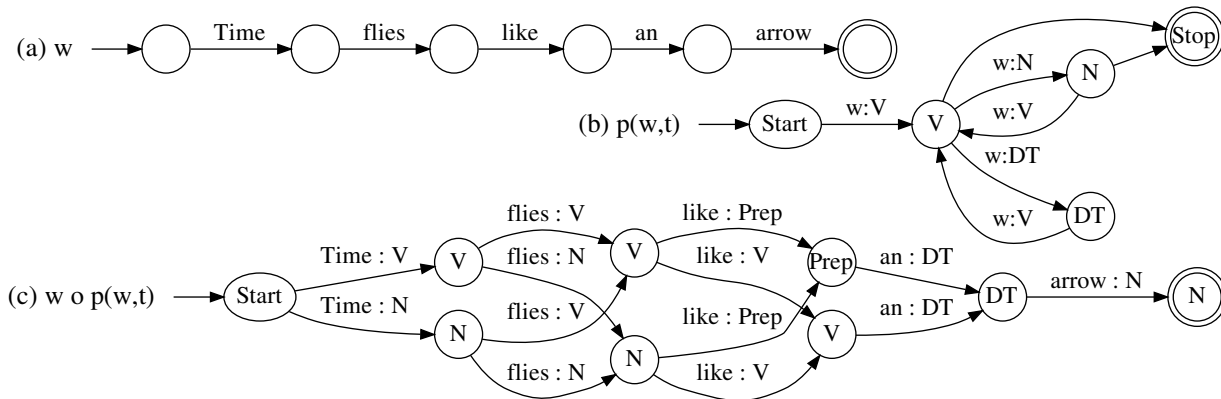 (a) w Time flies like an arrow
Stop
w:N
N
w:V
(b) p(w,t) Start w:V V
w:DT
w:V DT
flies : V like : Prep
Time : V V flies : N V like : V Prep an : DT
(c) w o p(w,t) Start DT arrow : N N
Time : N N flies : V like : Prep V an : DT
flies : N N like : V